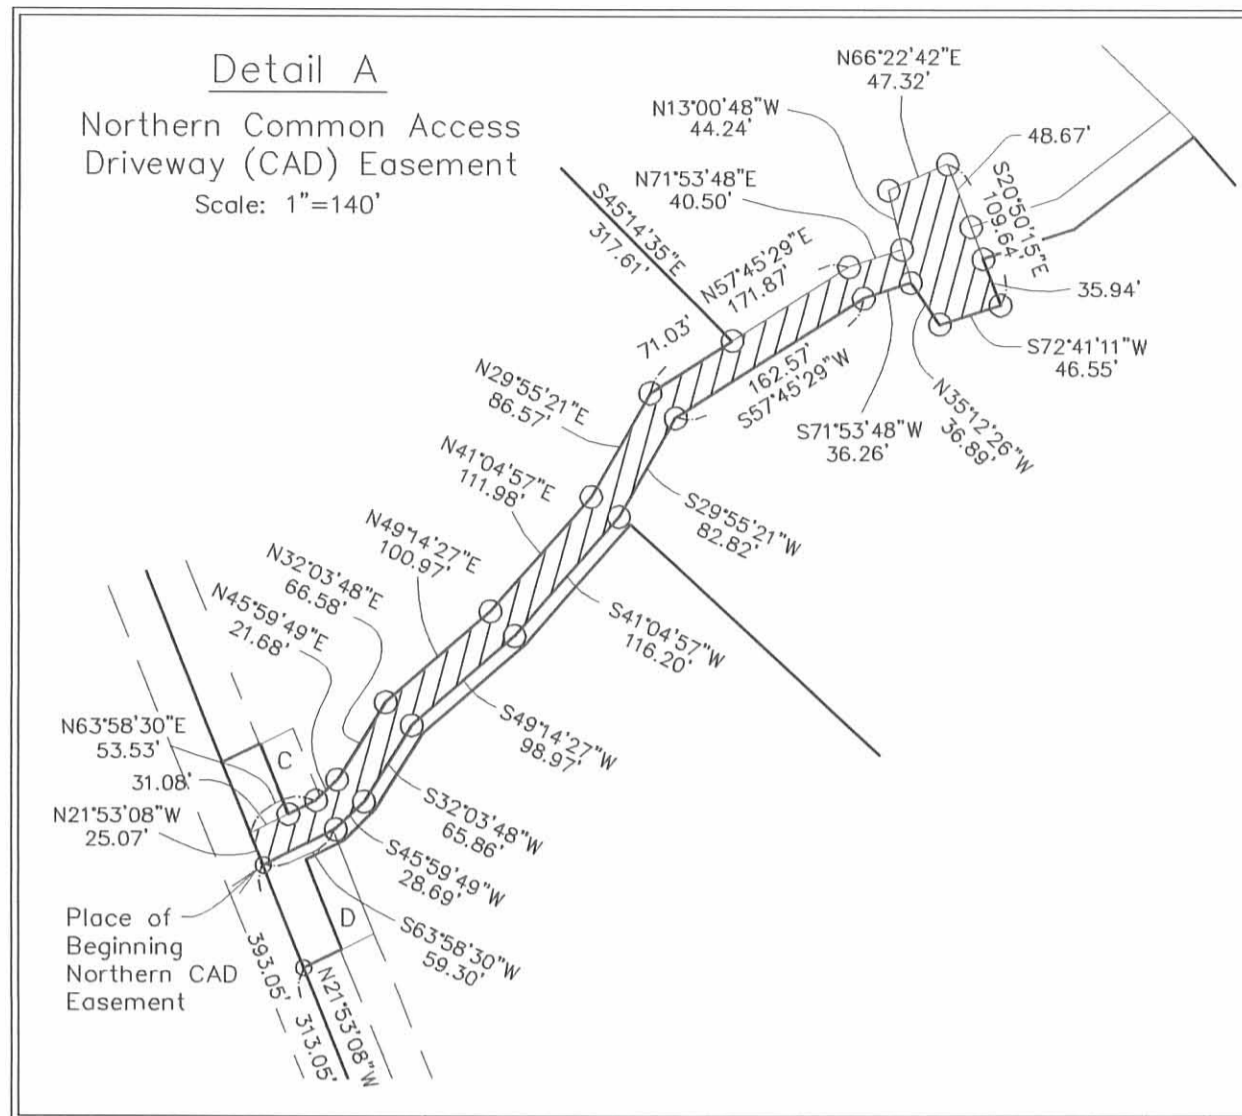 Detail A
Northern Common Access
Driveway (CAD) Easement
Scale: 1"=140'
N66°22'42"E
47.32'
N13°00'48"W
44.24'
48.67'
N71°53'48"E
40.50'
S20°50'15"E
109.64'
S45°14'35"E
317.61'
N57°45'29"E
171.87'
35.94'
71.03'
S72°41'11"W
46.55'
162.57'
S57°45'29"W
N29°55'21"E
86.57'
N35°12'26"W
36.89'
S71°53'48"W
36.26'
N41°04'57"E
111.98'
S29°55'21"W
82.82'
N49°14'27"E
100.97'
N32°03'48"E
66.58'
N45°59'49"E
21.68'
S41°04'57"W
116.20'
S49°14'27"W
98.97'
N63°58'30"E
53.53'
C
31.08'
N21°53'08"W
25.07'
S32°03'48"W
65.86'
S45°59'49"W
28.69'
D
S63°58'30"W
59.30'
Place of
Beginning
Northern CAD
Easement
393.05'
N21°53'08"W
313.05'